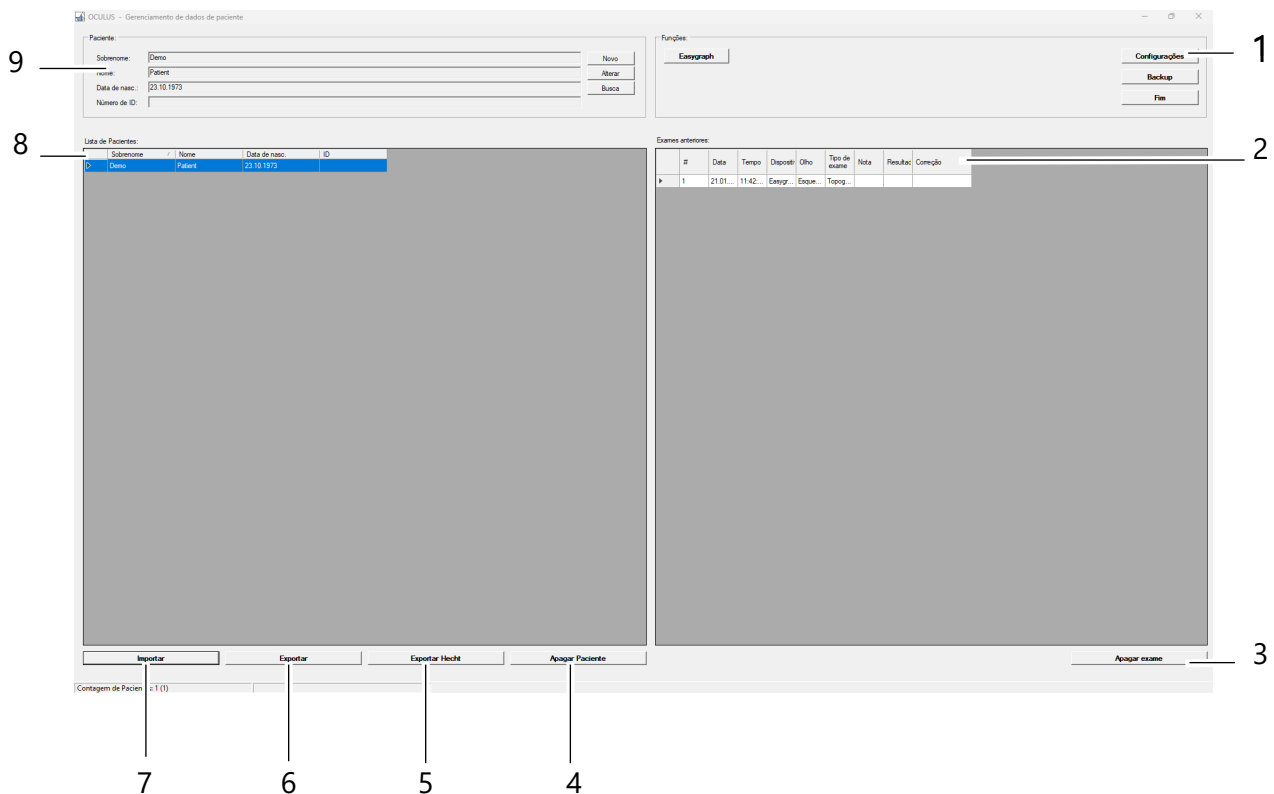 OCULUS - Gerenciamento de dados de paciente
Paciente:
Sobrenome: Demo Novo
Nome: Patient Alterar
Data de nasc.: 23.10.1973 Busca
Número de ID:
Funções:
Easygraph
Configurações
Backup
Fim
1
9
Lista de Pacientes:
Sobrenome Nome Data de nasc. ID
Demo Patient 23.10.1973
8
Exames anteriores:
# Data Tempo Dispositi Olho Tipo de exame Nota Resultac Correção
1 21.01.... 11:42:... Easygr... Esque... Topog...
2
Importar Exportar Exportar Hecht Apagar Paciente
Apagar exame
3
Contagem de Pacien : 1 (1)
7 6 5 4